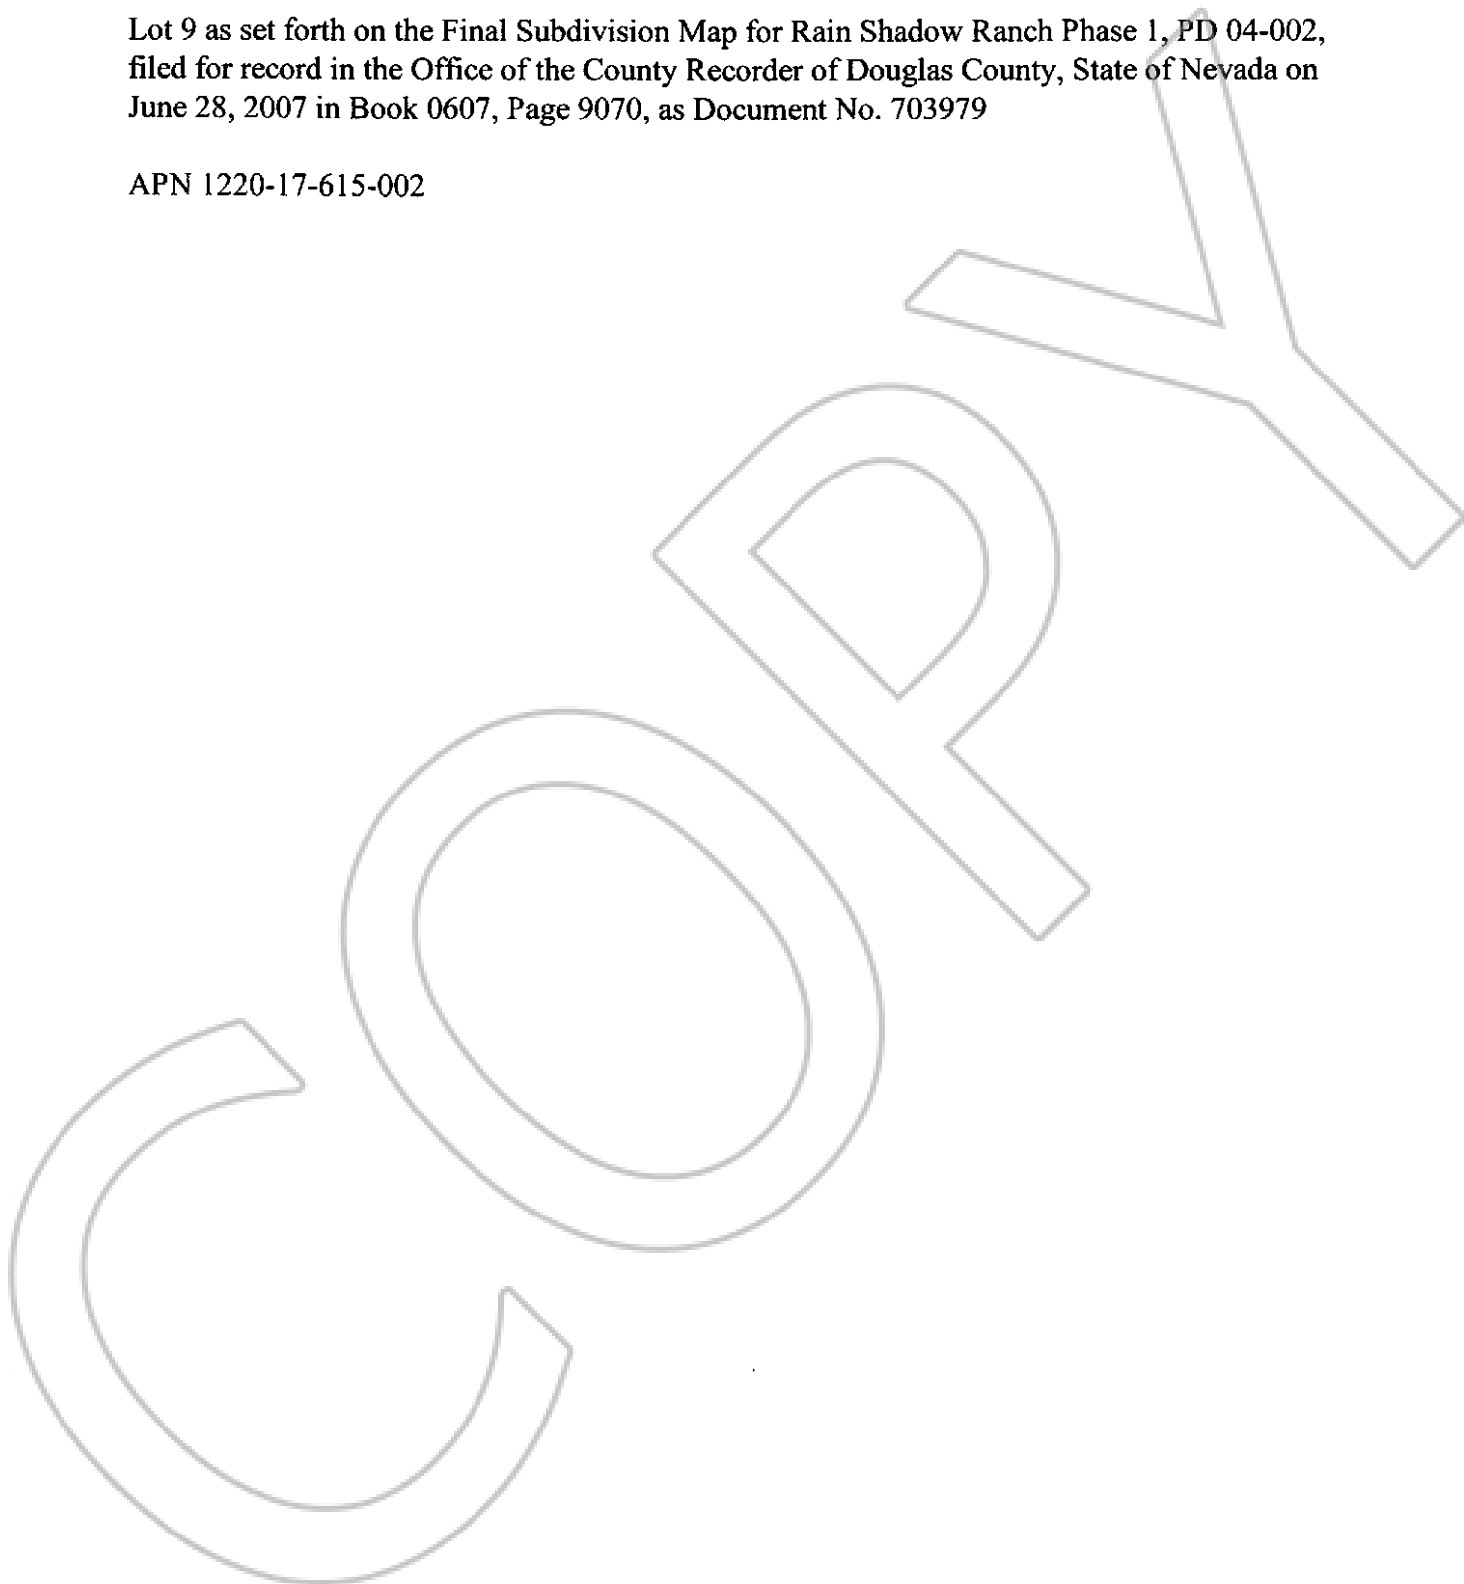 Lot 9 as set forth on the Final Subdivision Map for Rain Shadow Ranch Phase 1, PD 04-002,
filed for record in the Office of the County Recorder of Douglas County, State of Nevada on
June 28, 2007 in Book 0607, Page 9070, as Document No. 703979
APN 1220-17-615-002
COPY